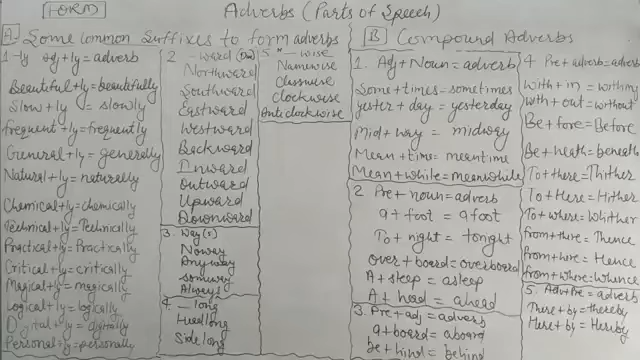 FORM
Adverbs (Parts of Speech)
A. Some Common Suffixes to form adverbs
1 -ly adj + ly = adverb
Beautiful + ly = beautifully
Slow + ly = slowly
frequent + ly = frequently
General + ly = generally
Natural + ly = naturally
Chemical + ly = chemically
Technical + ly = Technically
Practical + ly = Practically
Critical + ly = critically
Magical + ly = magically
Logical + ly = logically
Digital + ly = digitally
Personal + ly = personally
2 - ward
Northward
Southward
Eastward
Westward
Backward
Inward
Outward
Upward
Downward
3. Way(s)
Noway
Anyway
someway
Always
4. - long
Headlong
Sidelong
5 "- wise
Namewise
Classwise
Clockwise
Anticlockwise
B Compound Adverbs
1. Adj + Noun = adverb
Some + times = sometimes
yester + day = yesterday
Mid + way = midway
Mean + time = meantime
Mean + while = meanwhile
2 Pre + noun = adverb
a + foot = afoot
To + night = tonight
over + board = overboard
A + sleep = asleep
A + head = ahead
3. Pre + adj = adverb
a + board = aboard
be + hind = behind
4 Pre + adverb = adverb
with + in = within
with + out = without
Be + fore = Before
Be + neath = beneath
To + there = Thither
To + Here = Hither
To + where = Whither
from + there = Thence
from + here = Hence
from + where = Whence
5. Adv + Pre = adverb
There + by = thereby
Here + by = Hereby